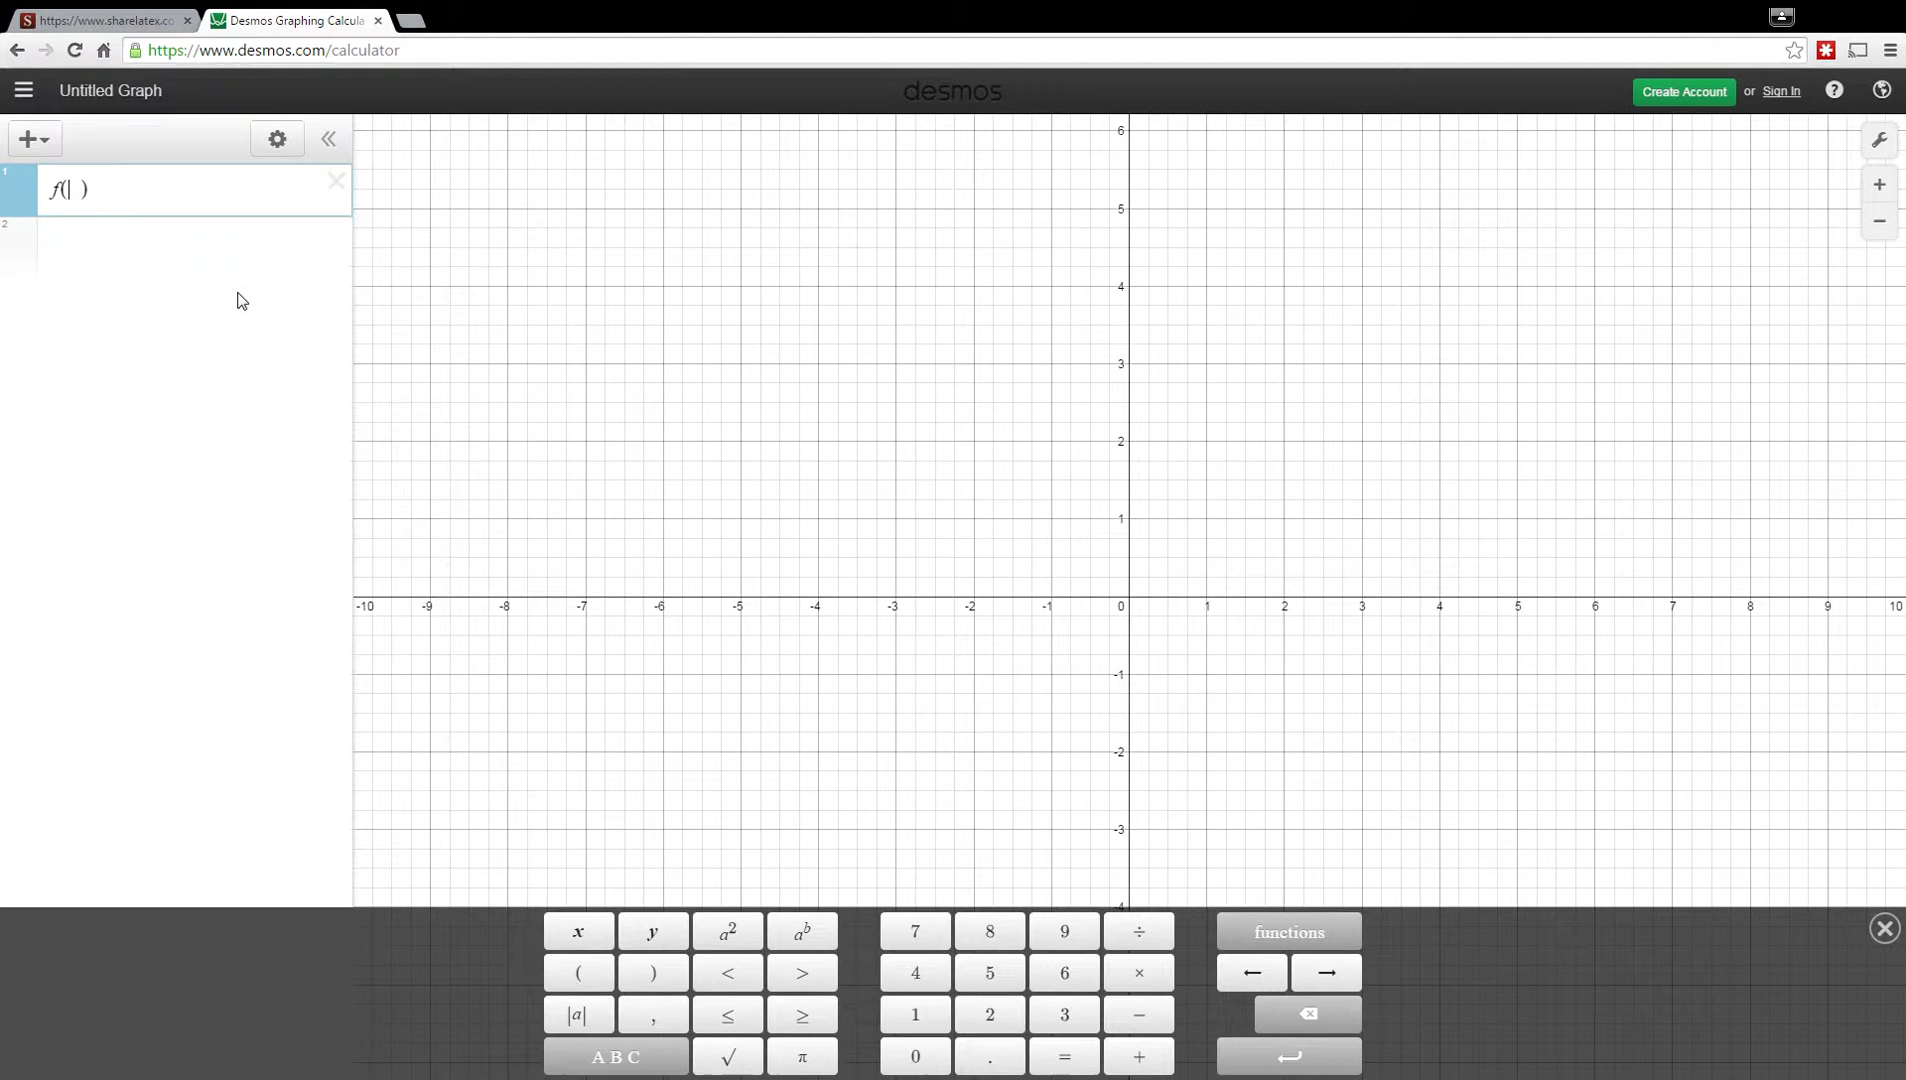 https://www.sharelatex.co
Desmos Graphing Calcula
https://www.desmos.com/calculator
Untitled Graph
desmos
Create Account or Sign In ?
1
f( )
2
6
5
4
3
2
1
-10 -9 -8 -7 -6 -5 -4 -3 -2 -1 0 1 2 3 4 5 6 7 8 9 10
-1
-2
-3
-4
x y a² aᵇ 7 8 9 ÷ functions
( ) < > 4 5 6 × ← →
|a| , ≤ ≥ 1 2 3 −
A B C √ π 0 . = +